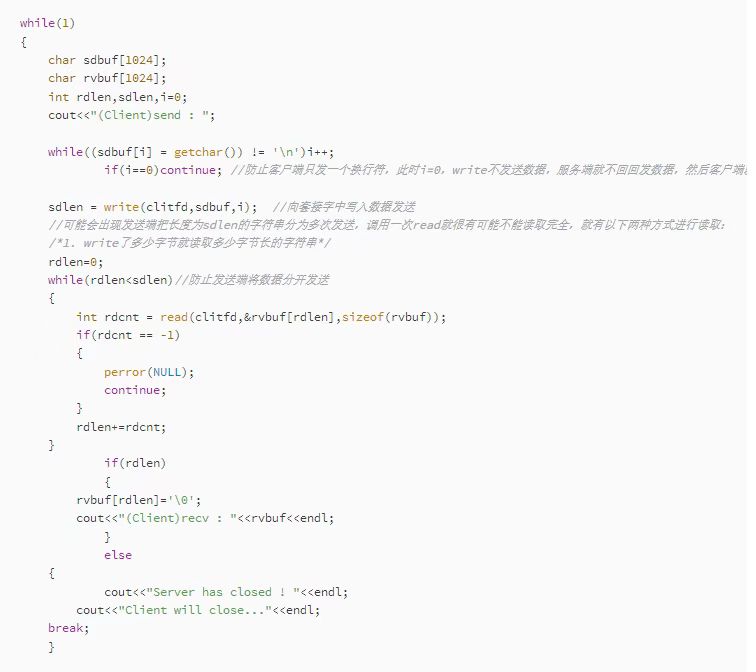 while(1)
{
char sdbuf[1024];
char rvbuf[1024];
int rdlen,sdlen,i=0;
cout<<"(Client)send : ";
while((sdbuf[i] = getchar()) != '\n')i++;
if(i==0)continue; //防止客户端只发一个换行符，此时i=0，write不发送数据，服务端就不回回发数据，然后客户端
sdlen = write(clitfd,sdbuf,i);  //向套接字中写入数据发送
//可能会出现发送端把长度为sdlen的字符串分为多次发送，调用一次read就很有可能不能读取完全，就有以下两种方式进行读取：
/*1. write了多少字节就读取多少字节长的字符串*/
rdlen=0;
while(rdlen<sdlen)//防止发送端将数据分开发送
{
int rdcnt = read(clitfd,&rvbuf[rdlen],sizeof(rvbuf));
if(rdcnt == -1)
{
perror(NULL);
continue;
}
rdlen+=rdcnt;
}
if(rdlen)
{
rvbuf[rdlen]='\0';
cout<<"(Client)recv : "<<rvbuf<<endl;
}
else
{
cout<<"Server has closed ! "<<endl;
cout<<"Client will close..."<<endl;
break;
}